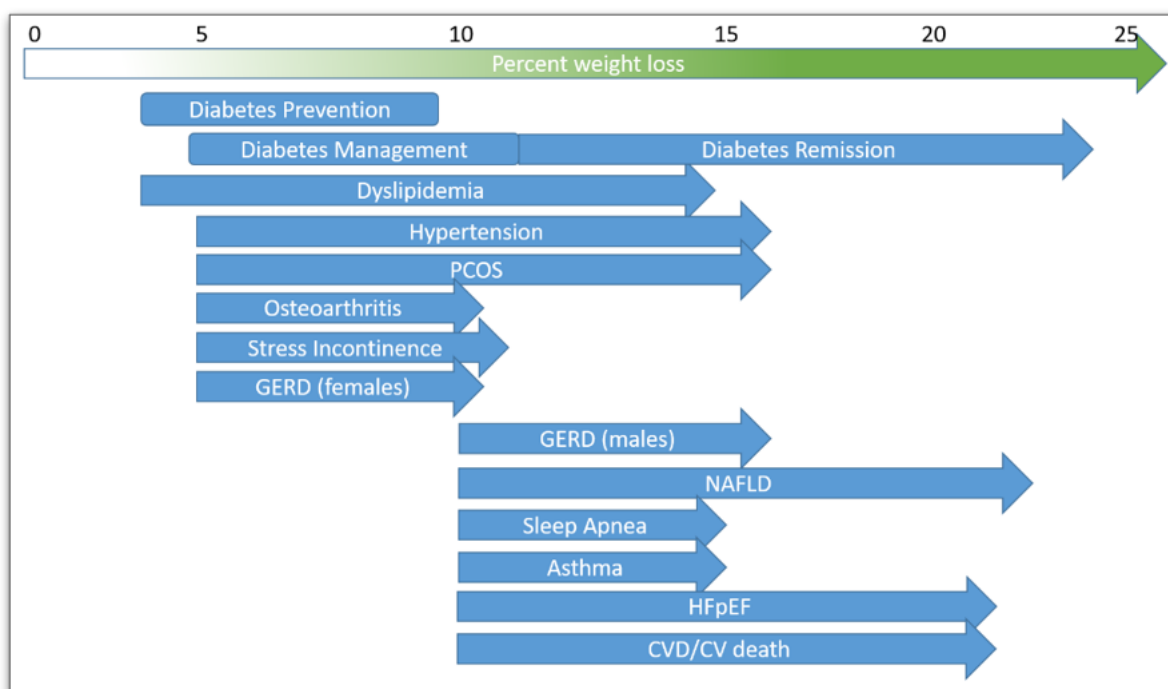 0 5 10 15 20 25
Percent weight loss
Diabetes Prevention
Diabetes Management Diabetes Remission
Dyslipidemia
Hypertension
PCOS
Osteoarthritis
Stress Incontinence
GERD (females)
GERD (males)
NAFLD
Sleep Apnea
Asthma
HFpEF
CVD/CV death